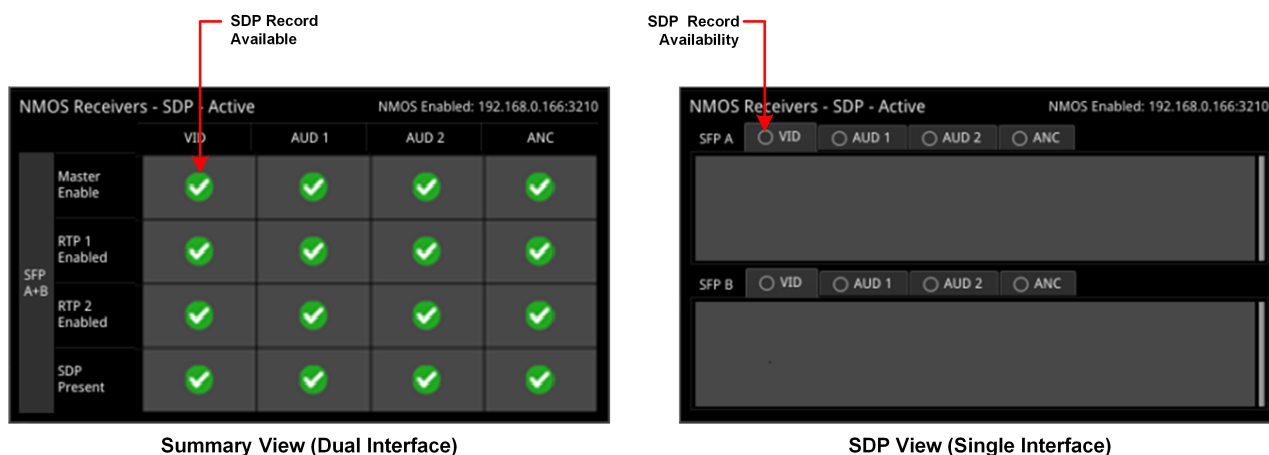 SDP Record
Available
NMOS Receivers - SDP - Active NMOS Enabled: 192.168.0.166:3210
VID AUD 1 AUD 2 ANC
SFP
A+B
Master
Enable
RTP 1
Enabled
RTP 2
Enabled
SDP
Present
Summary View (Dual Interface)
SDP Record
Availability
NMOS Receivers - SDP - Active NMOS Enabled: 192.168.0.166:3210
SFP A VID AUD 1 AUD 2 ANC
SFP B VID AUD 1 AUD 2 ANC
SDP View (Single Interface)